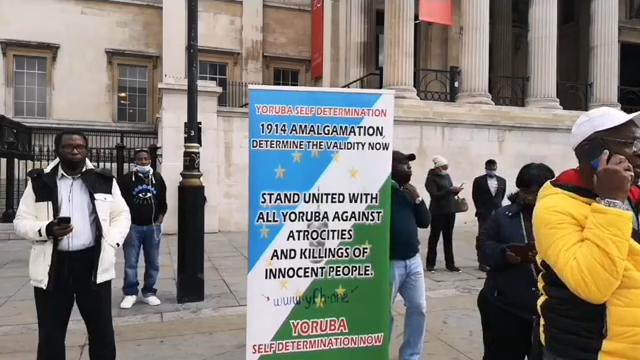 YORUBA SELF DETERMINATION
1914 AMALGAMATION,
DETERMINE THE VALIDITY NOW
STAND UNITED WITH
ALL YORUBA AGAINST
ATROCITIES
AND KILLINGS OF
INNOCENT PEOPLE.
YORUBA
SELF DETERMINATION NOW